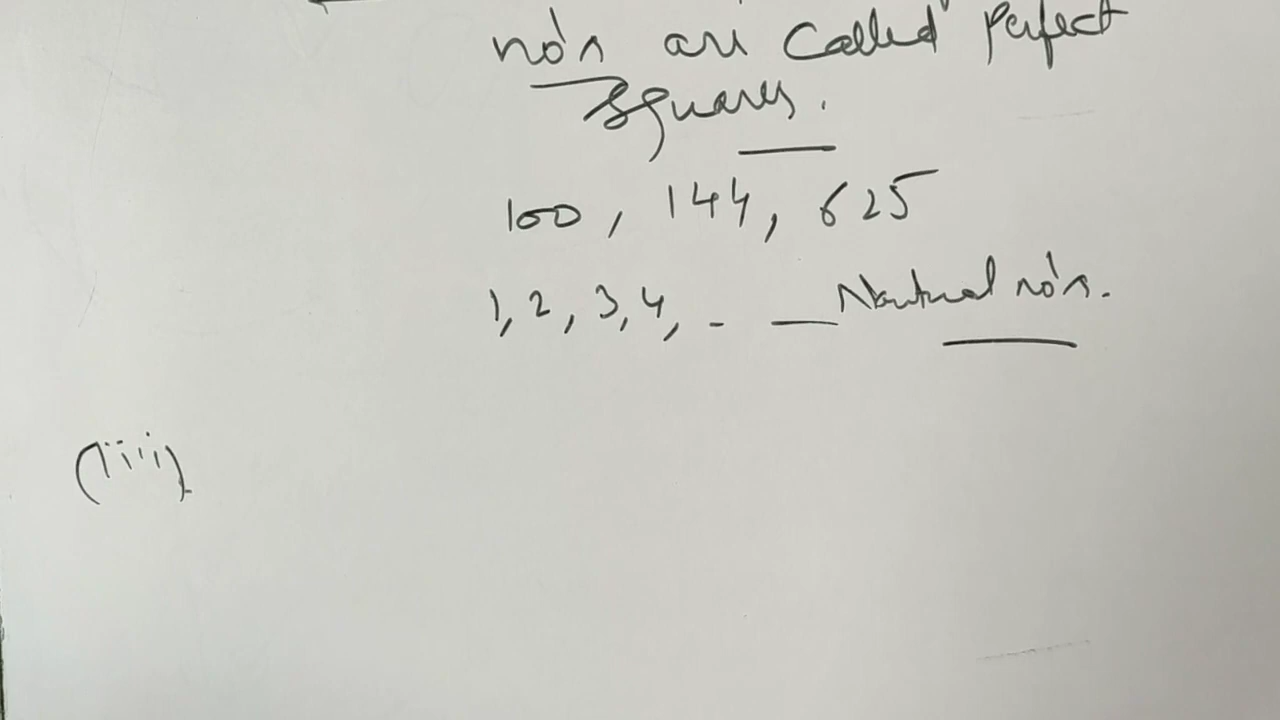 no's are called perfect
squares.
100, 144, 625
1, 2, 3, 4, - — Natural no's.
(iii)